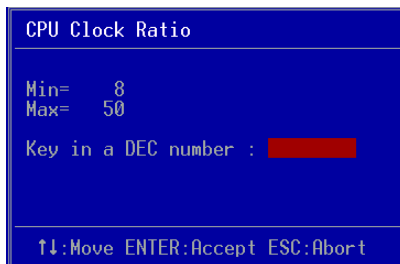 CPU Clock Ratio
Min= 8
Max= 50
Key in a DEC number :
↑↓:Move ENTER:Accept ESC:Abort